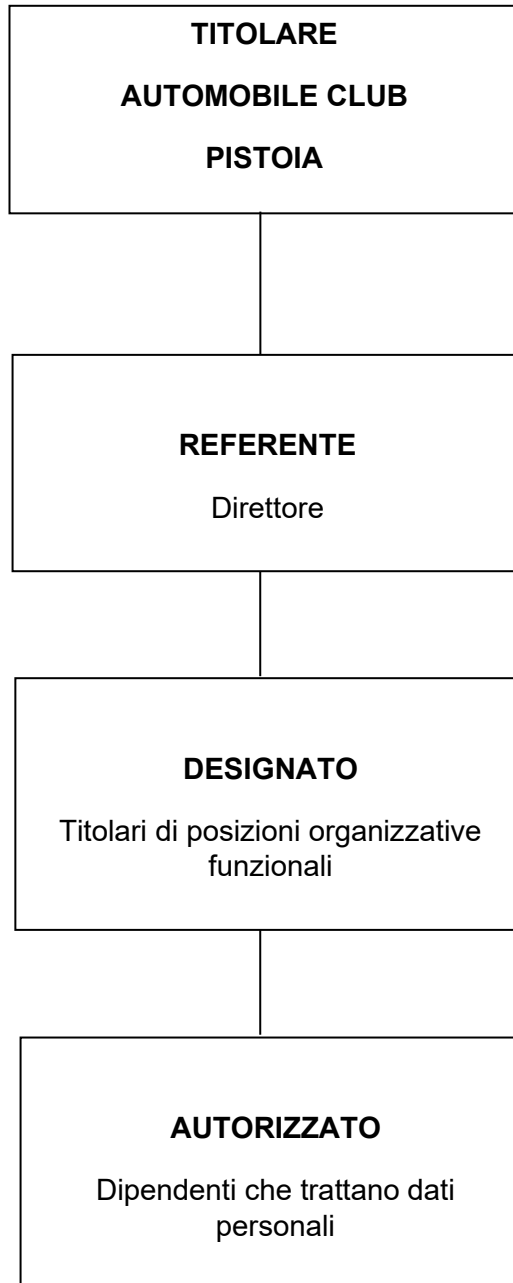 TITOLARE
AUTOMOBILE CLUB
PISTOIA
REFERENTE
Direttore
DESIGNATO
Titolari di posizioni organizzative
funzionali
AUTORIZZATO
Dipendenti che trattano dati
personali